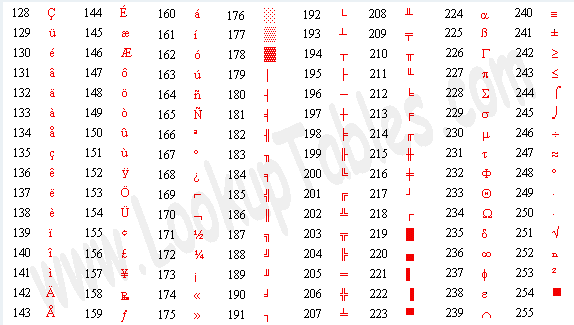 128 Ç 144 É 160 á 176 ░ 192 └ 208 ╨ 224 α 240 ≡
129 ü 145 æ 161 í 177 ▒ 193 ┴ 209 ╤ 225 ß 241 ±
130 é 146 Æ 162 ó 178 ▓ 194 ┬ 210 ╥ 226 Γ 242 ≥
131 â 147 ô 163 ú 179 │ 195 ├ 211 ╙ 227 π 243 ≤
132 ä 148 ö 164 ñ 180 ┤ 196 ─ 212 ╘ 228 Σ 244 ⌠
133 à 149 ò 165 Ñ 181 ╡ 197 ┼ 213 ╒ 229 σ 245 ⌡
134 å 150 û 166 ª 182 ╢ 198 ╞ 214 ╓ 230 µ 246 ÷
135 ç 151 ù 167 º 183 ╖ 199 ╟ 215 ╫ 231 τ 247 ≈
136 ê 152 ÿ 168 ¿ 184 ╕ 200 ╚ 216 ╪ 232 Φ 248 °
137 ë 153 Ö 169 ⌐ 185 ╣ 201 ╔ 217 ┘ 233 Θ 249 ∙
138 è 154 Ü 170 ¬ 186 ║ 202 ╩ 218 ┌ 234 Ω 250 ·
139 ï 155 ¢ 171 ½ 187 ╗ 203 ╦ 219 █ 235 δ 251 √
140 î 156 £ 172 ¼ 188 ╝ 204 ╠ 220 ▄ 236 ∞ 252 ⁿ
141 ì 157 ¥ 173 ¡ 189 ╜ 205 ═ 221 ▌ 237 φ 253 ²
142 Ä 158 ₧ 174 « 190 ╛ 206 ╬ 222 ▐ 238 ε 254 ■
143 Å 159 ƒ 175 » 191 ┐ 207 ╧ 223 ▀ 239 ∩ 255
www.LookupTables.com